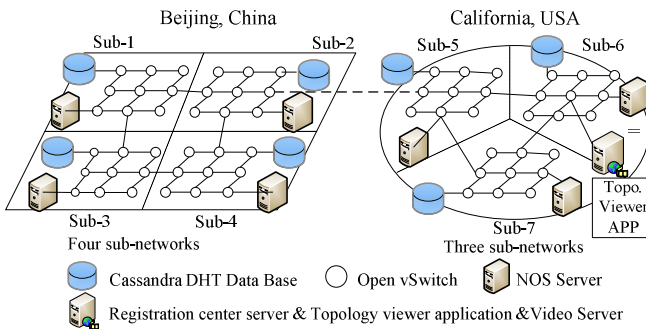 Beijing, China
California, USA
Sub-1
Sub-2
Sub-5
Sub-6
Sub-3
Sub-4
Sub-7
Topo.
Viewer
APP
Four sub-networks
Three sub-networks
Cassandra DHT Data Base
Open vSwitch
NOS Server
Registration center server & Topology viewer application &Video Server